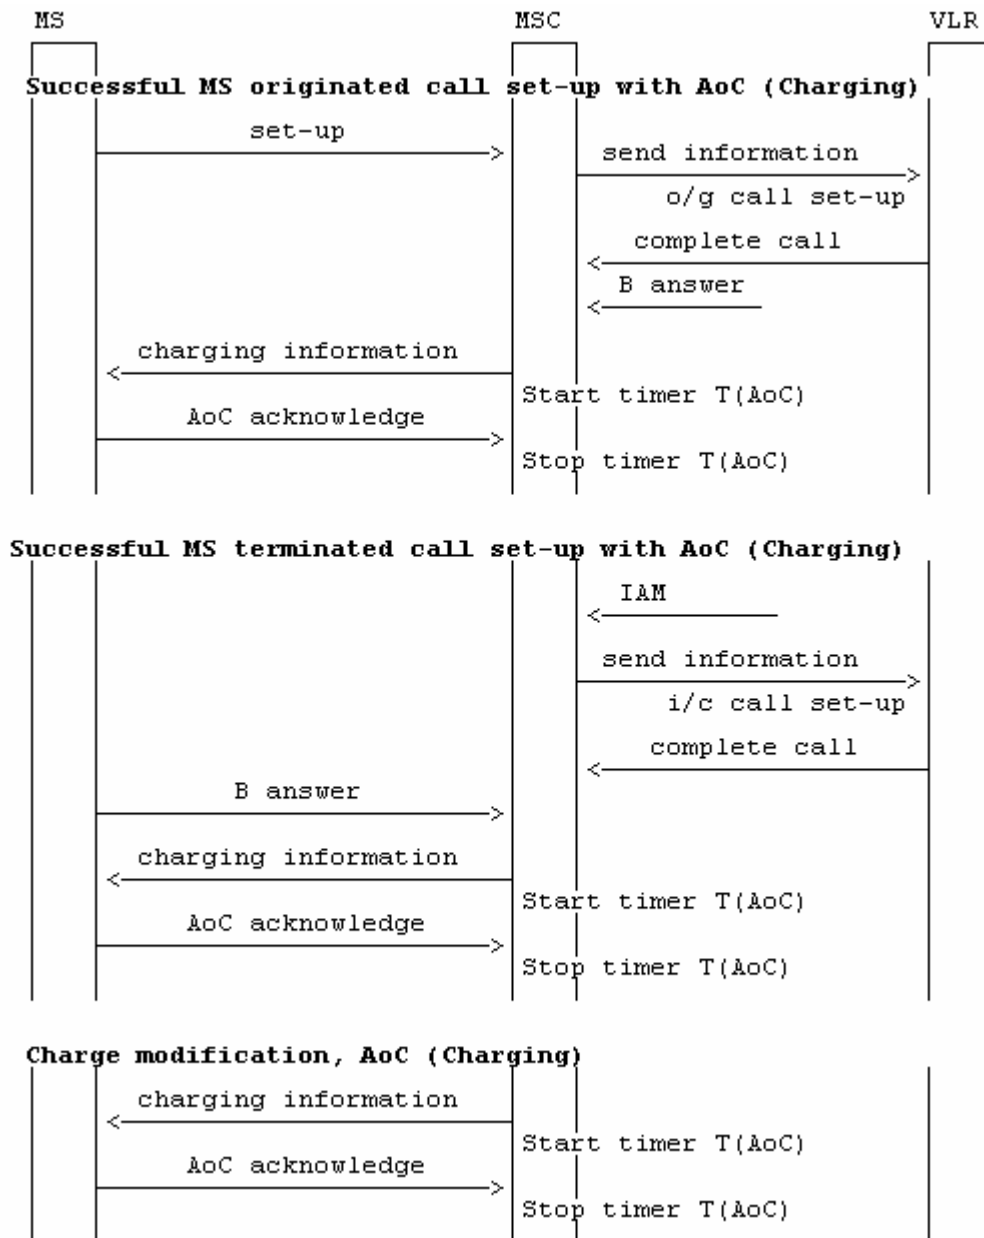 MS MSC VLR
Successful MS originated call set-up with AoC (Charging)
set-up
send information
o/g call set-up
complete call
B answer
charging information
Start timer T(AoC)
AoC acknowledge
Stop timer T(AoC)
Successful MS terminated call set-up with AoC (Charging)
IAM
send information
i/c call set-up
complete call
B answer
charging information
Start timer T(AoC)
AoC acknowledge
Stop timer T(AoC)
Charge modification, AoC (Charging)
charging information
Start timer T(AoC)
AoC acknowledge
Stop timer T(AoC)